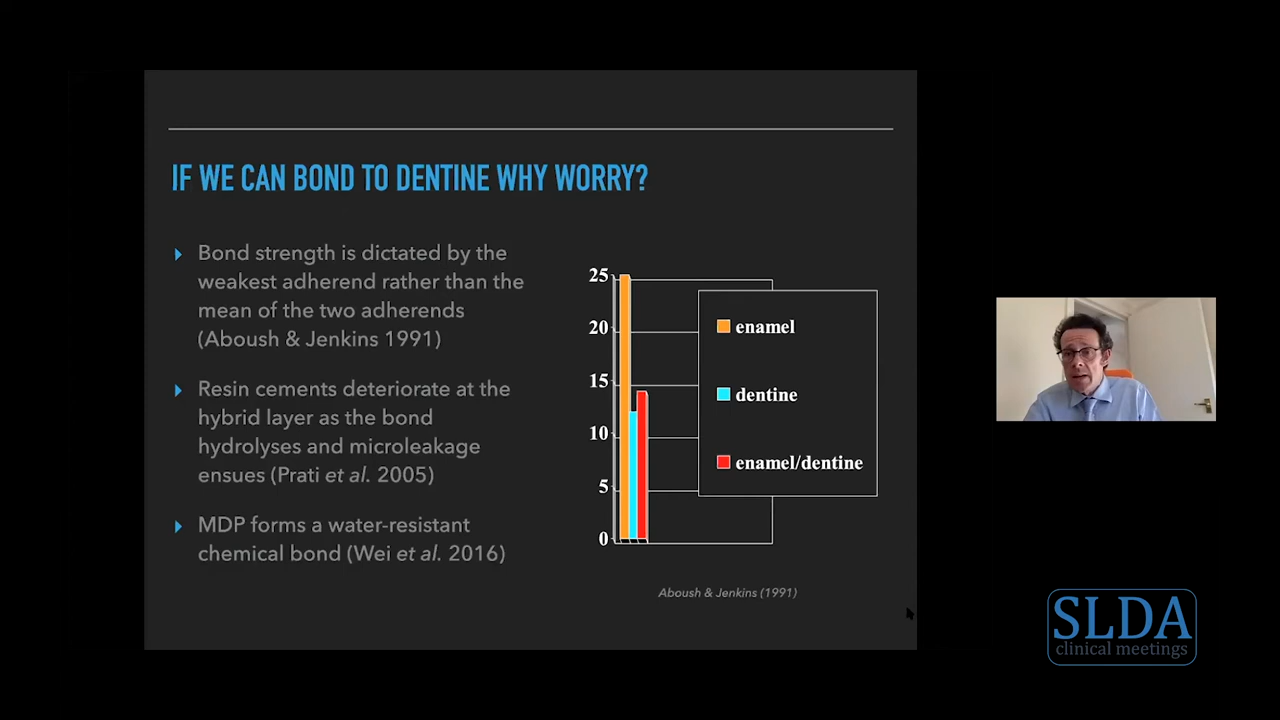 IF WE CAN BOND TO DENTINE WHY WORRY?
Bond strength is dictated by the
weakest adherend rather than the
mean of the two adherends
(Aboush & Jenkins 1991)
Resin cements deteriorate at the
hybrid layer as the bond
hydrolyses and microleakage
ensues (Prati et al. 2005)
MDP forms a water-resistant
chemical bond (Wei et al. 2016)
25
20
15
10
5
0
enamel
dentine
enamel/dentine
Aboush & Jenkins (1991)
SLDA
clinical meetings